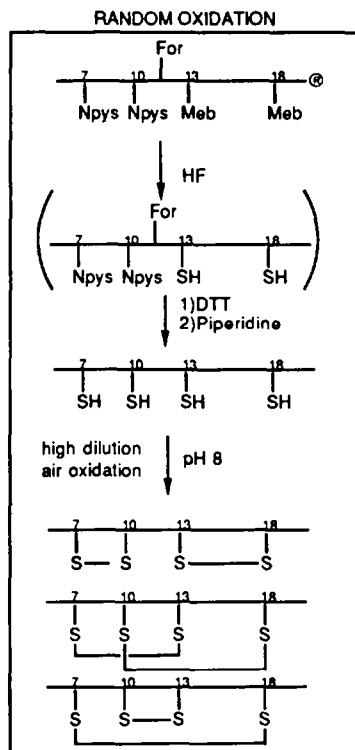 RANDOM OXIDATION
For
7 10 13 18 ®
Npys Npys Meb Meb
HF
For
7 10 13 18
Npys Npys SH SH
1)DTT
2)Piperidine
7 10 13 18
SH SH SH SH
high dilution
air oxidation
pH 8
7 10 13 18
S S S S
7 10 13 18
S S S S
7 10 13 18
S S S S